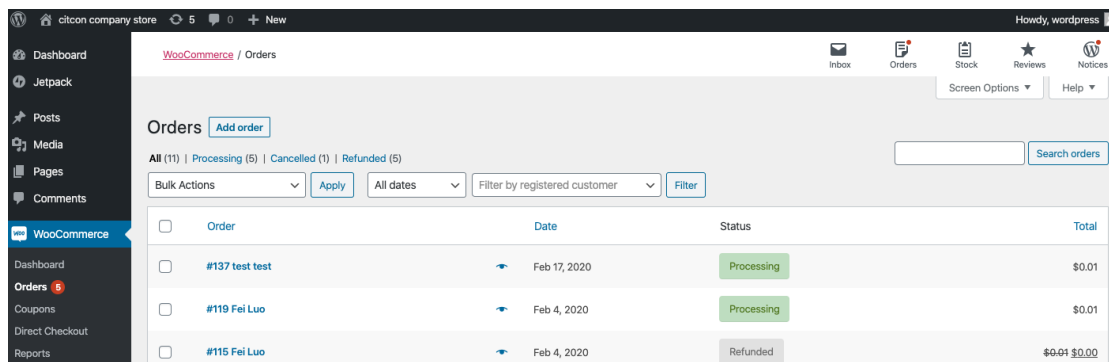 citcon company store 5 0 + New Howdy, wordpress
Dashboard
Jetpack
Posts
Media
Pages
Comments
WooCommerce
Dashboard
Orders 5
Coupons
Direct Checkout
Reports
WooCommerce / Orders
Inbox
Orders
Stock
Reviews
Notices
Screen Options ▼ Help ▼
Orders Add order
All (11) | Processing (5) | Cancelled (1) | Refunded (5)
Search orders
Bulk Actions Apply All dates Filter by registered customer Filter
Order Date Status Total
#137 test test Feb 17, 2020 Processing $0.01
#119 Fei Luo Feb 4, 2020 Processing $0.01
#115 Fei Luo Feb 4, 2020 Refunded $0.01 $0.00